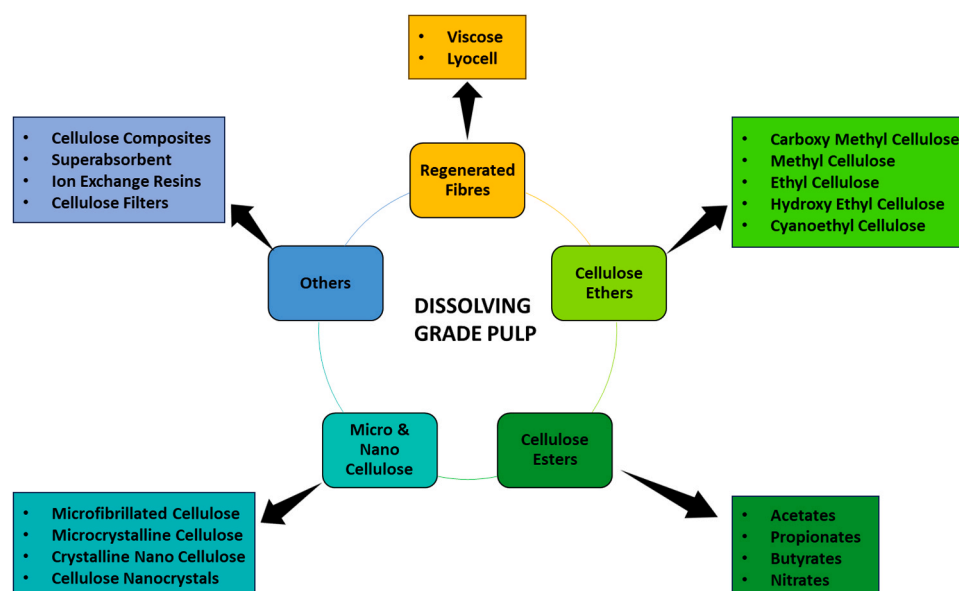 • Viscose
• Lyocell
• Cellulose Composites
• Superabsorbent
• Ion Exchange Resins
• Cellulose Filters
Regenerated
Fibres
• Carboxy Methyl Cellulose
• Methyl Cellulose
• Ethyl Cellulose
• Hydroxy Ethyl Cellulose
• Cyanoethyl Cellulose
Others
Cellulose
Ethers
DISSOLVING
GRADE PULP
Micro &
Nano
Cellulose
Cellulose
Esters
• Microfibrillated Cellulose
• Microcrystalline Cellulose
• Crystalline Nano Cellulose
• Cellulose Nanocrystals
• Acetates
• Propionates
• Butyrates
• Nitrates